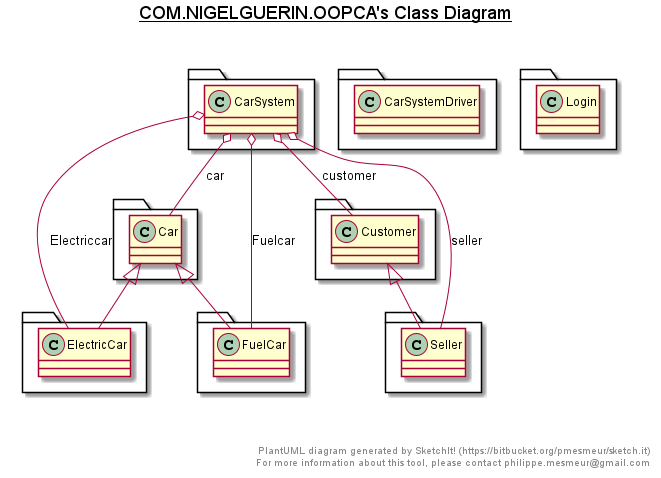 COM.NIGELGUERIN.OOPCA's Class Diagram
C CarSystem
C CarSystemDriver
C Login
car
customer
C Car
C Customer
Electriccar
Fuelcar
seller
C ElectricCar
C FuelCar
C Seller
PlantUML diagram generated by SketchIt! (https://bitbucket.org/pmesmeur/sketch.it)
For more information about this tool, please contact philippe.mesmeur@gmail.com